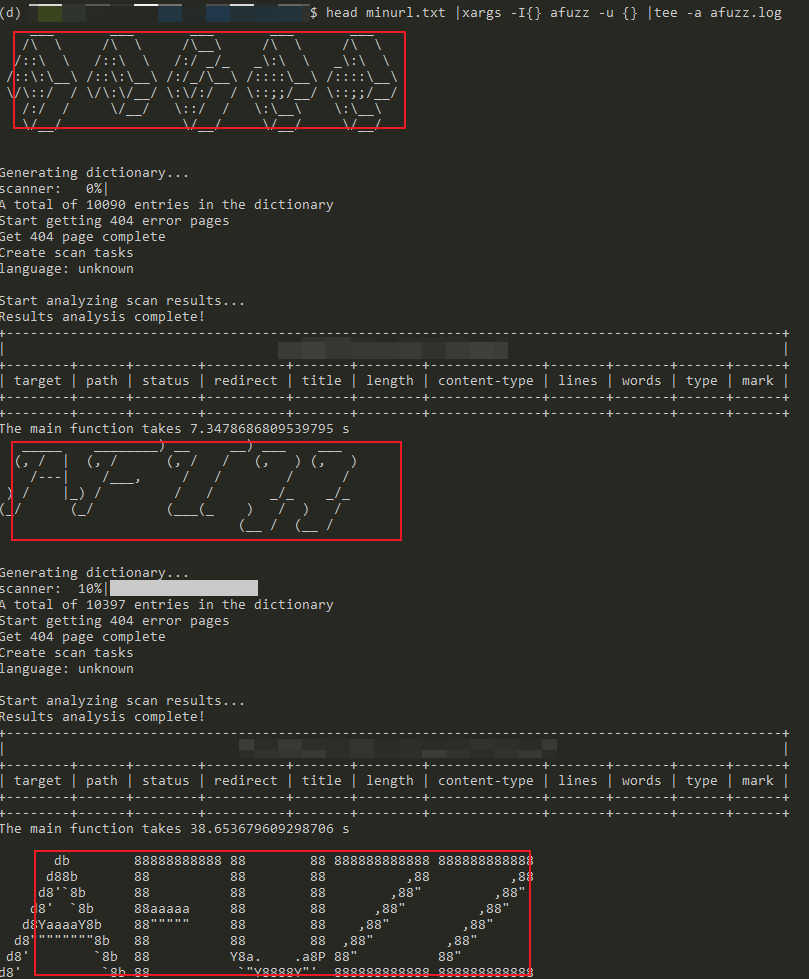 (d) $ head minurl.txt |xargs -I{} afuzz -u {} |tee -a afuzz.log
AFUZZ
Generating dictionary...
scanner:   0%|
A total of 10090 entries in the dictionary
Start getting 404 error pages
Get 404 page complete
Create scan tasks
language: unknown
Start analyzing scan results...
Results analysis complete!
| target | path | status | redirect | title | length | content-type | lines | words | type | mark |
The main function takes 7.3478686809539795 s
AFUZZ
Generating dictionary...
scanner:  10%|
A total of 10397 entries in the dictionary
Start getting 404 error pages
Get 404 page complete
Create scan tasks
language: unknown
Start analyzing scan results...
Results analysis complete!
| target | path | status | redirect | title | length | content-type | lines | words | type | mark |
The main function takes 38.653679609298706 s
AFUZZ